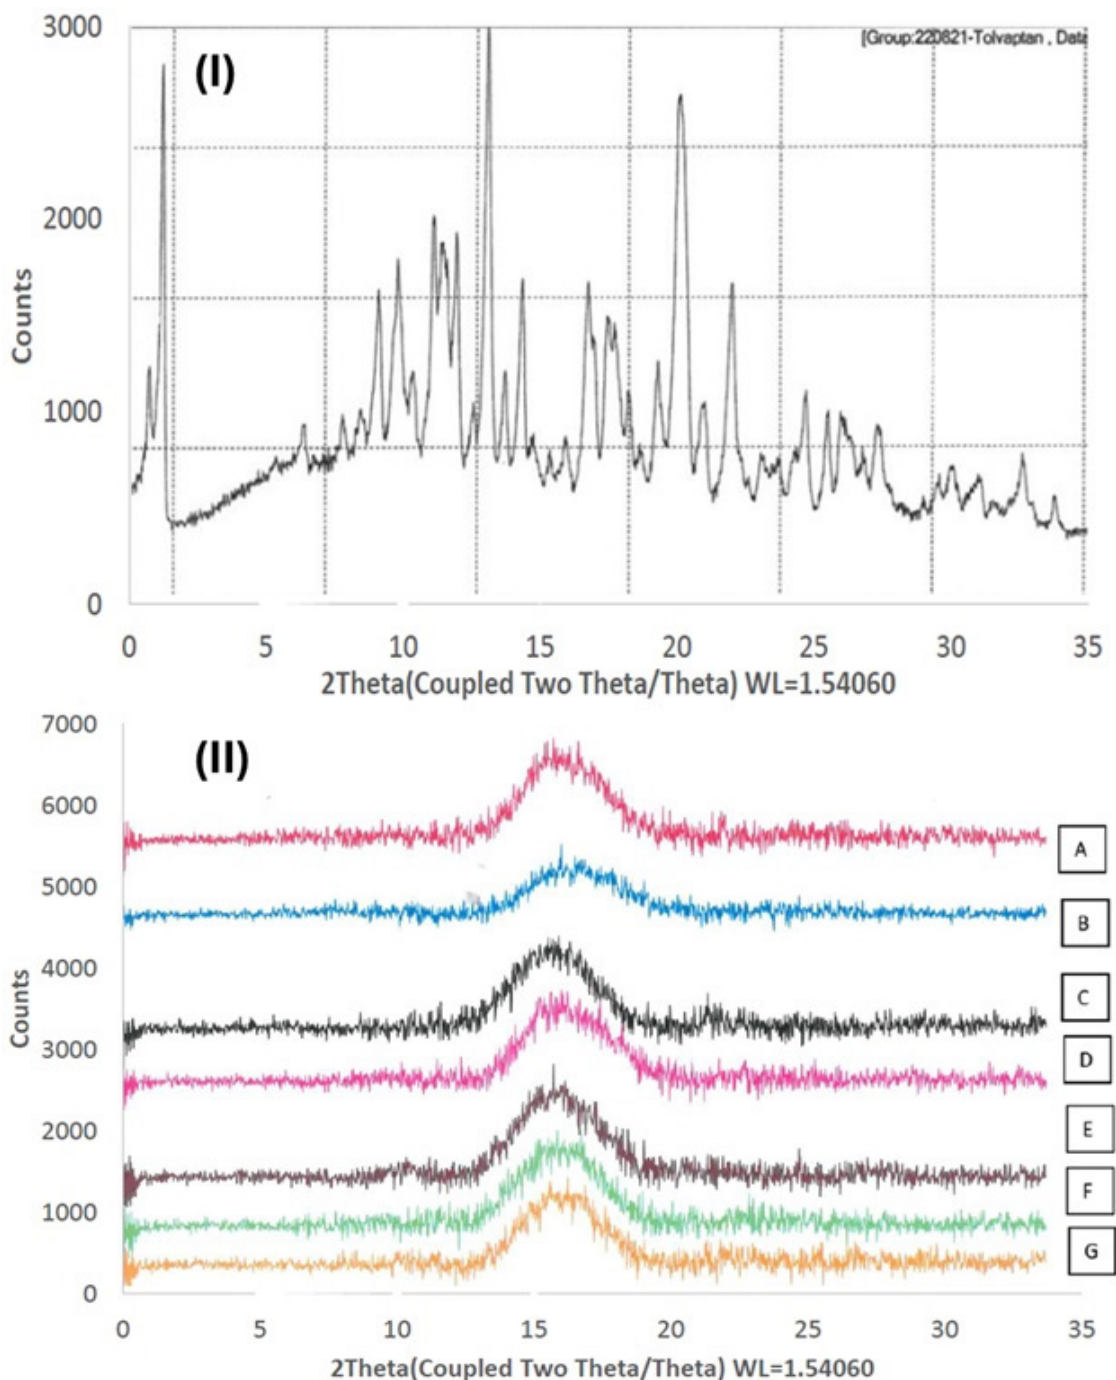 3000
(I)
[Group:220821-Tolvaptan , Data
2000
Counts
1000
0
0 5 10 15 20 25 30 35
2Theta(Coupled Two Theta/Theta) WL=1.54060
7000
(II)
6000
A
5000
B
4000
C
Counts
3000
D
2000
E
F
1000
G
0
0 5 10 15 20 25 30 35
2Theta(Coupled Two Theta/Theta) WL=1.54060